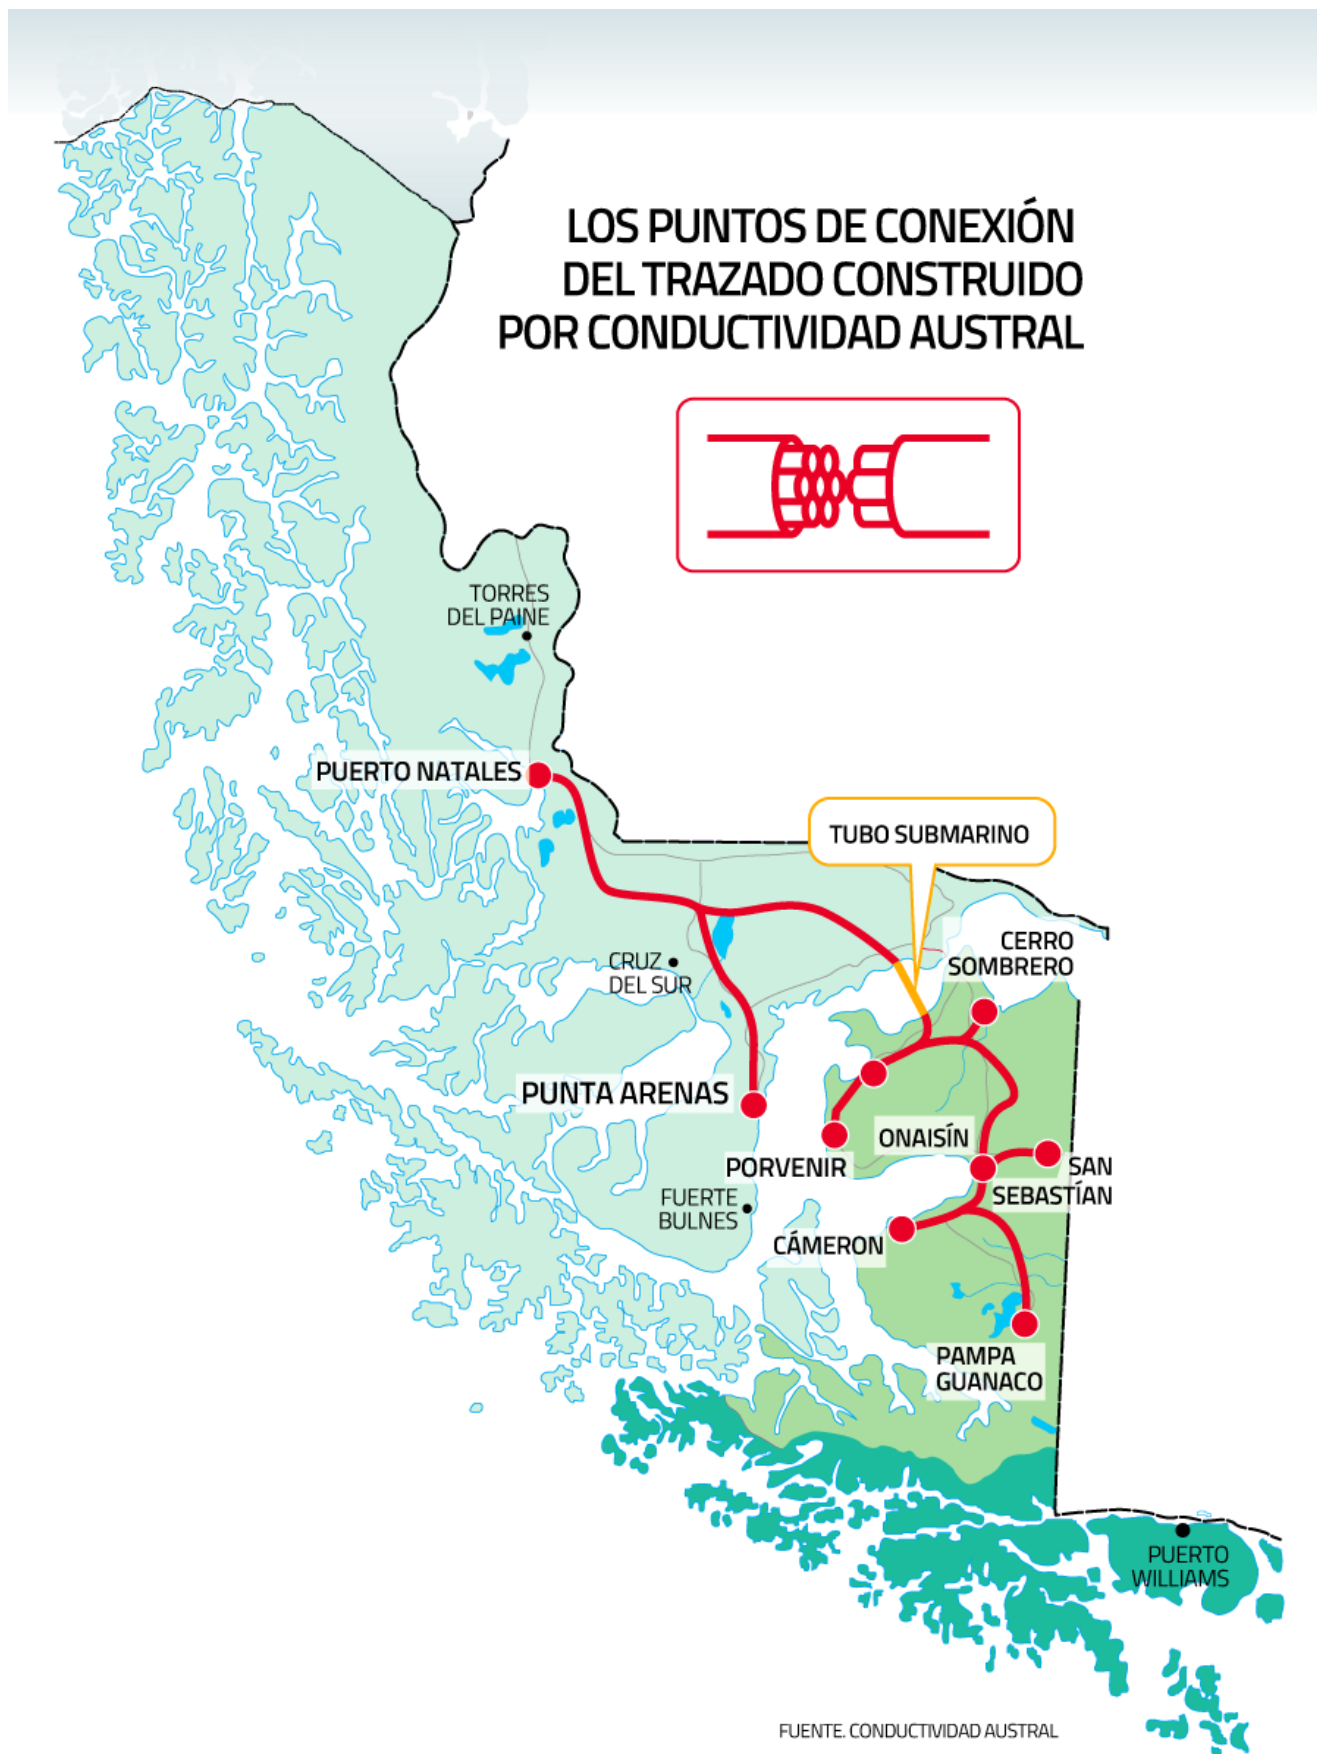 LOS PUNTOS DE CONEXIÓN
DEL TRAZADO CONSTRUIDO
POR CONDUCTIVIDAD AUSTRAL
TORRES
DEL PAINE
PUERTO NATALES
TUBO SUBMARINO
CERRO
SOMBRERO
CRUZ
DEL SUR
PUNTA ARENAS
ONAISÍN
PORVENIR
SAN
SEBASTÍAN
FUERTE
BULNES
CÁMERON
PAMPA
GUANACO
PUERTO
WILLIAMS
FUENTE. CONDUCTIVIDAD AUSTRAL